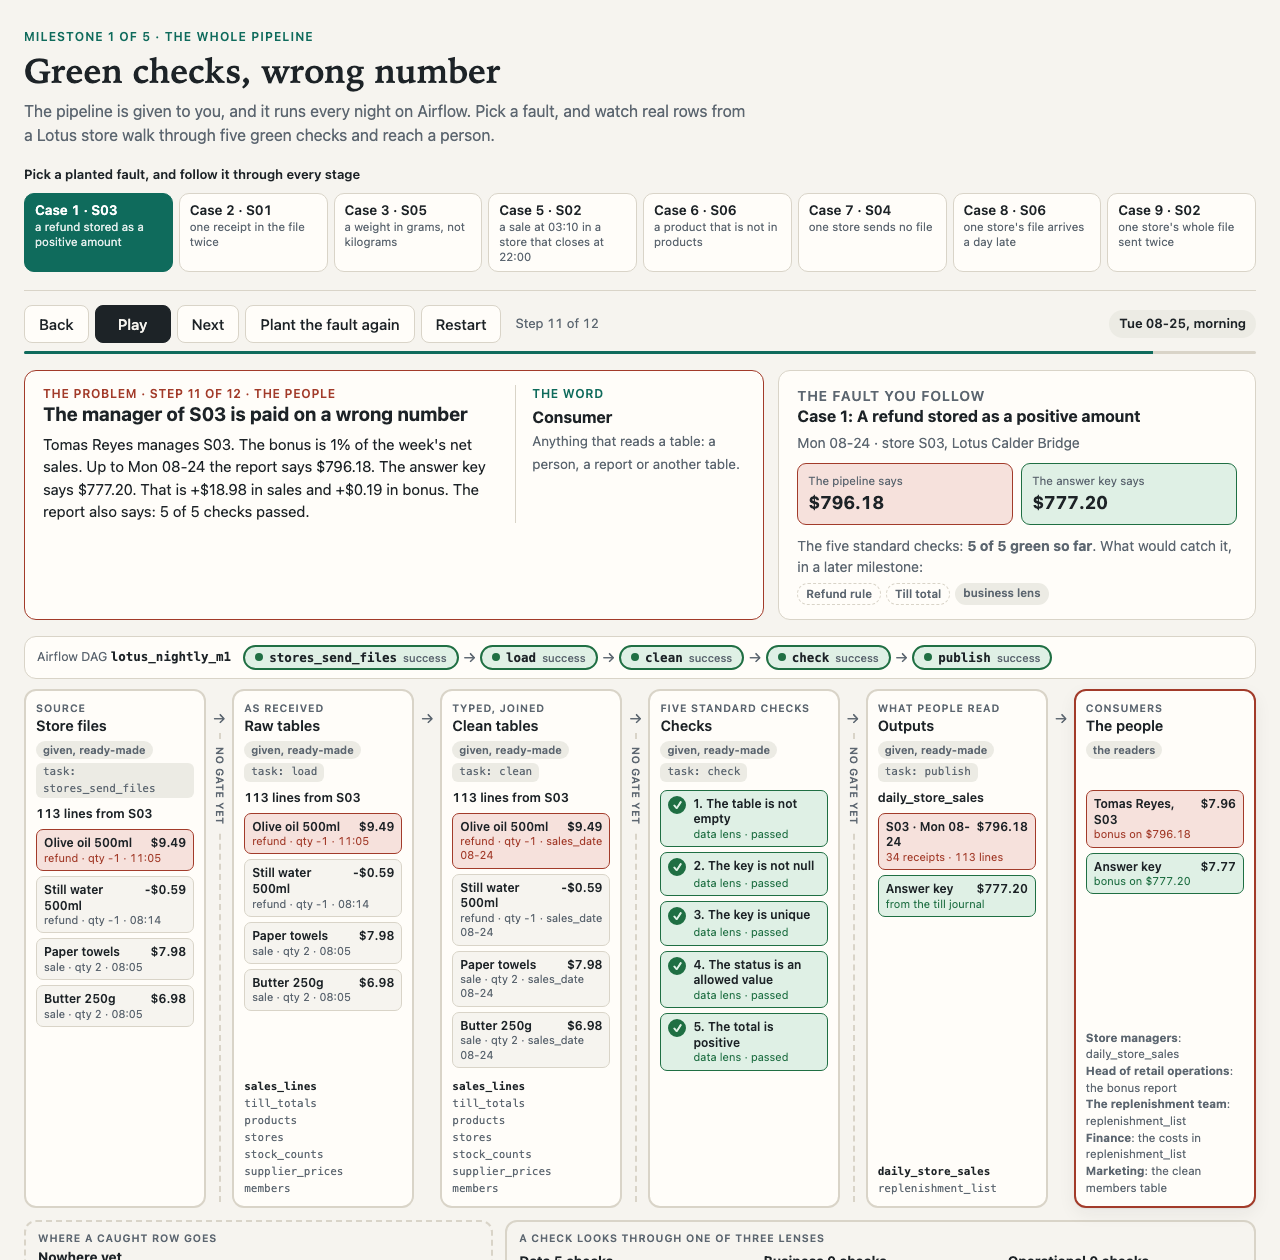 MILESTONE 1 OF 5 · THE WHOLE PIPELINE
Green checks, wrong number
The pipeline is given to you, and it runs every night on Airflow. Pick a fault, and watch real rows from
a Lotus store walk through five green checks and reach a person.
Pick a planted fault, and follow it through every stage
Case 1 · S03
a refund stored as a
positive amount
Case 2 · S01
one receipt in the file
twice
Case 3 · S05
a weight in grams, not
kilograms
Case 5 · S02
a sale at 03:10 in a
store that closes at
22:00
Case 6 · S06
a product that is not in
products
Case 7 · S04
one store sends no file
Case 8 · S06
one store's file arrives
a day late
Case 9 · S02
one store's whole file
sent twice
Back
Play
Next
Plant the fault again
Restart
Step 11 of 12
Tue 08-25, morning
THE PROBLEM · STEP 11 OF 12 · THE PEOPLE
The manager of S03 is paid on a wrong number
Tomas Reyes manages S03. The bonus is 1% of the week's net
sales. Up to Mon 08-24 the report says $796.18. The answer key
says $777.20. That is +$18.98 in sales and +$0.19 in bonus. The
report also says: 5 of 5 checks passed.
THE WORD
Consumer
Anything that reads a table: a
person, a report or another table.
THE FAULT YOU FOLLOW
Case 1: A refund stored as a positive amount
Mon 08-24 · store S03, Lotus Calder Bridge
The pipeline says
$796.18
The answer key says
$777.20
The five standard checks: 5 of 5 green so far. What would catch it,
in a later milestone:
Refund rule
Till total
business lens
Airflow DAG lotus_nightly_m1
stores_send_files success
→
load success
→
clean success
→
check success
→
publish success
SOURCE
Store files
given, ready-made
task:
stores_send_files
113 lines from S03
Olive oil 500ml $9.49
refund · qty -1 · 11:05
Still water -$0.59
500ml
refund · qty -1 · 08:14
Paper towels $7.98
sale · qty 2 · 08:05
Butter 250g $6.98
sale · qty 2 · 08:05
→
NO GATE YET
AS RECEIVED
Raw tables
given, ready-made
task: load
113 lines from S03
Olive oil 500ml $9.49
refund · qty -1 · 11:05
Still water -$0.59
500ml
refund · qty -1 · 08:14
Paper towels $7.98
sale · qty 2 · 08:05
Butter 250g $6.98
sale · qty 2 · 08:05
sales_lines
till_totals
products
stores
stock_counts
supplier_prices
members
→
TYPED, JOINED
Clean tables
given, ready-made
task: clean
113 lines from S03
Olive oil 500ml $9.49
refund · qty -1 · sales_date
08-24
Still water -$0.59
500ml
refund · qty -1 · sales_date
08-24
Paper towels $7.98
sale · qty 2 · sales_date
08-24
Butter 250g $6.98
sale · qty 2 · sales_date
08-24
sales_lines
till_totals
products
stores
stock_counts
supplier_prices
members
→
NO GATE YET
FIVE STANDARD CHECKS
Checks
given, ready-made
task: check
1. The table is not
empty
data lens · passed
2. The key is not null
data lens · passed
3. The key is unique
data lens · passed
4. The status is an
allowed value
data lens · passed
5. The total is
positive
data lens · passed
→
NO GATE YET
WHAT PEOPLE READ
Outputs
given, ready-made
task: publish
daily_store_sales
S03 · Mon 08- $796.18
24
34 receipts · 113 lines
Answer key $777.20
from the till journal
daily_store_sales
replenishment_list
→
CONSUMERS
The people
the readers
Tomas Reyes, $7.96
S03
bonus on $796.18
Answer key $7.77
bonus on $777.20
Store managers:
daily_store_sales
Head of retail operations:
the bonus report
The replenishment team:
replenishment_list
Finance: the costs in
replenishment_list
Marketing: the clean
members table
WHERE A CAUGHT ROW GOES
Nowhere yet
A CHECK LOOKS THROUGH ONE OF THREE LENSES
Data 5 checks
Business 0 checks
Operational 0 checks